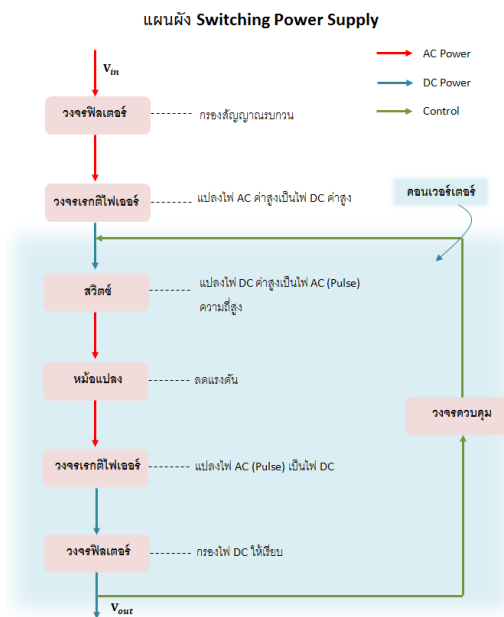 แผนผัง Switching Power Supply
AC Power
DC Power
Control
Vin
วงจรฟิลเตอร์
กรองสัญญาณรบกวน
วงจรเรกติไฟเออร์
แปลงไฟ AC ค่าสูงเป็นไฟ DC ค่าสูง
คอนเวอร์เตอร์
สวิตซ์
แปลงไฟ DC ค่าสูงเป็นไฟ AC (Pulse)
ความถี่สูง
หม้อแปลง
ลดแรงดัน
วงจรควบคุม
วงจรเรกติไฟเออร์
แปลงไฟ AC (Pulse) เป็นไฟ DC
วงจรฟิลเตอร์
กรองไฟ DC ให้เรียบ
Vout